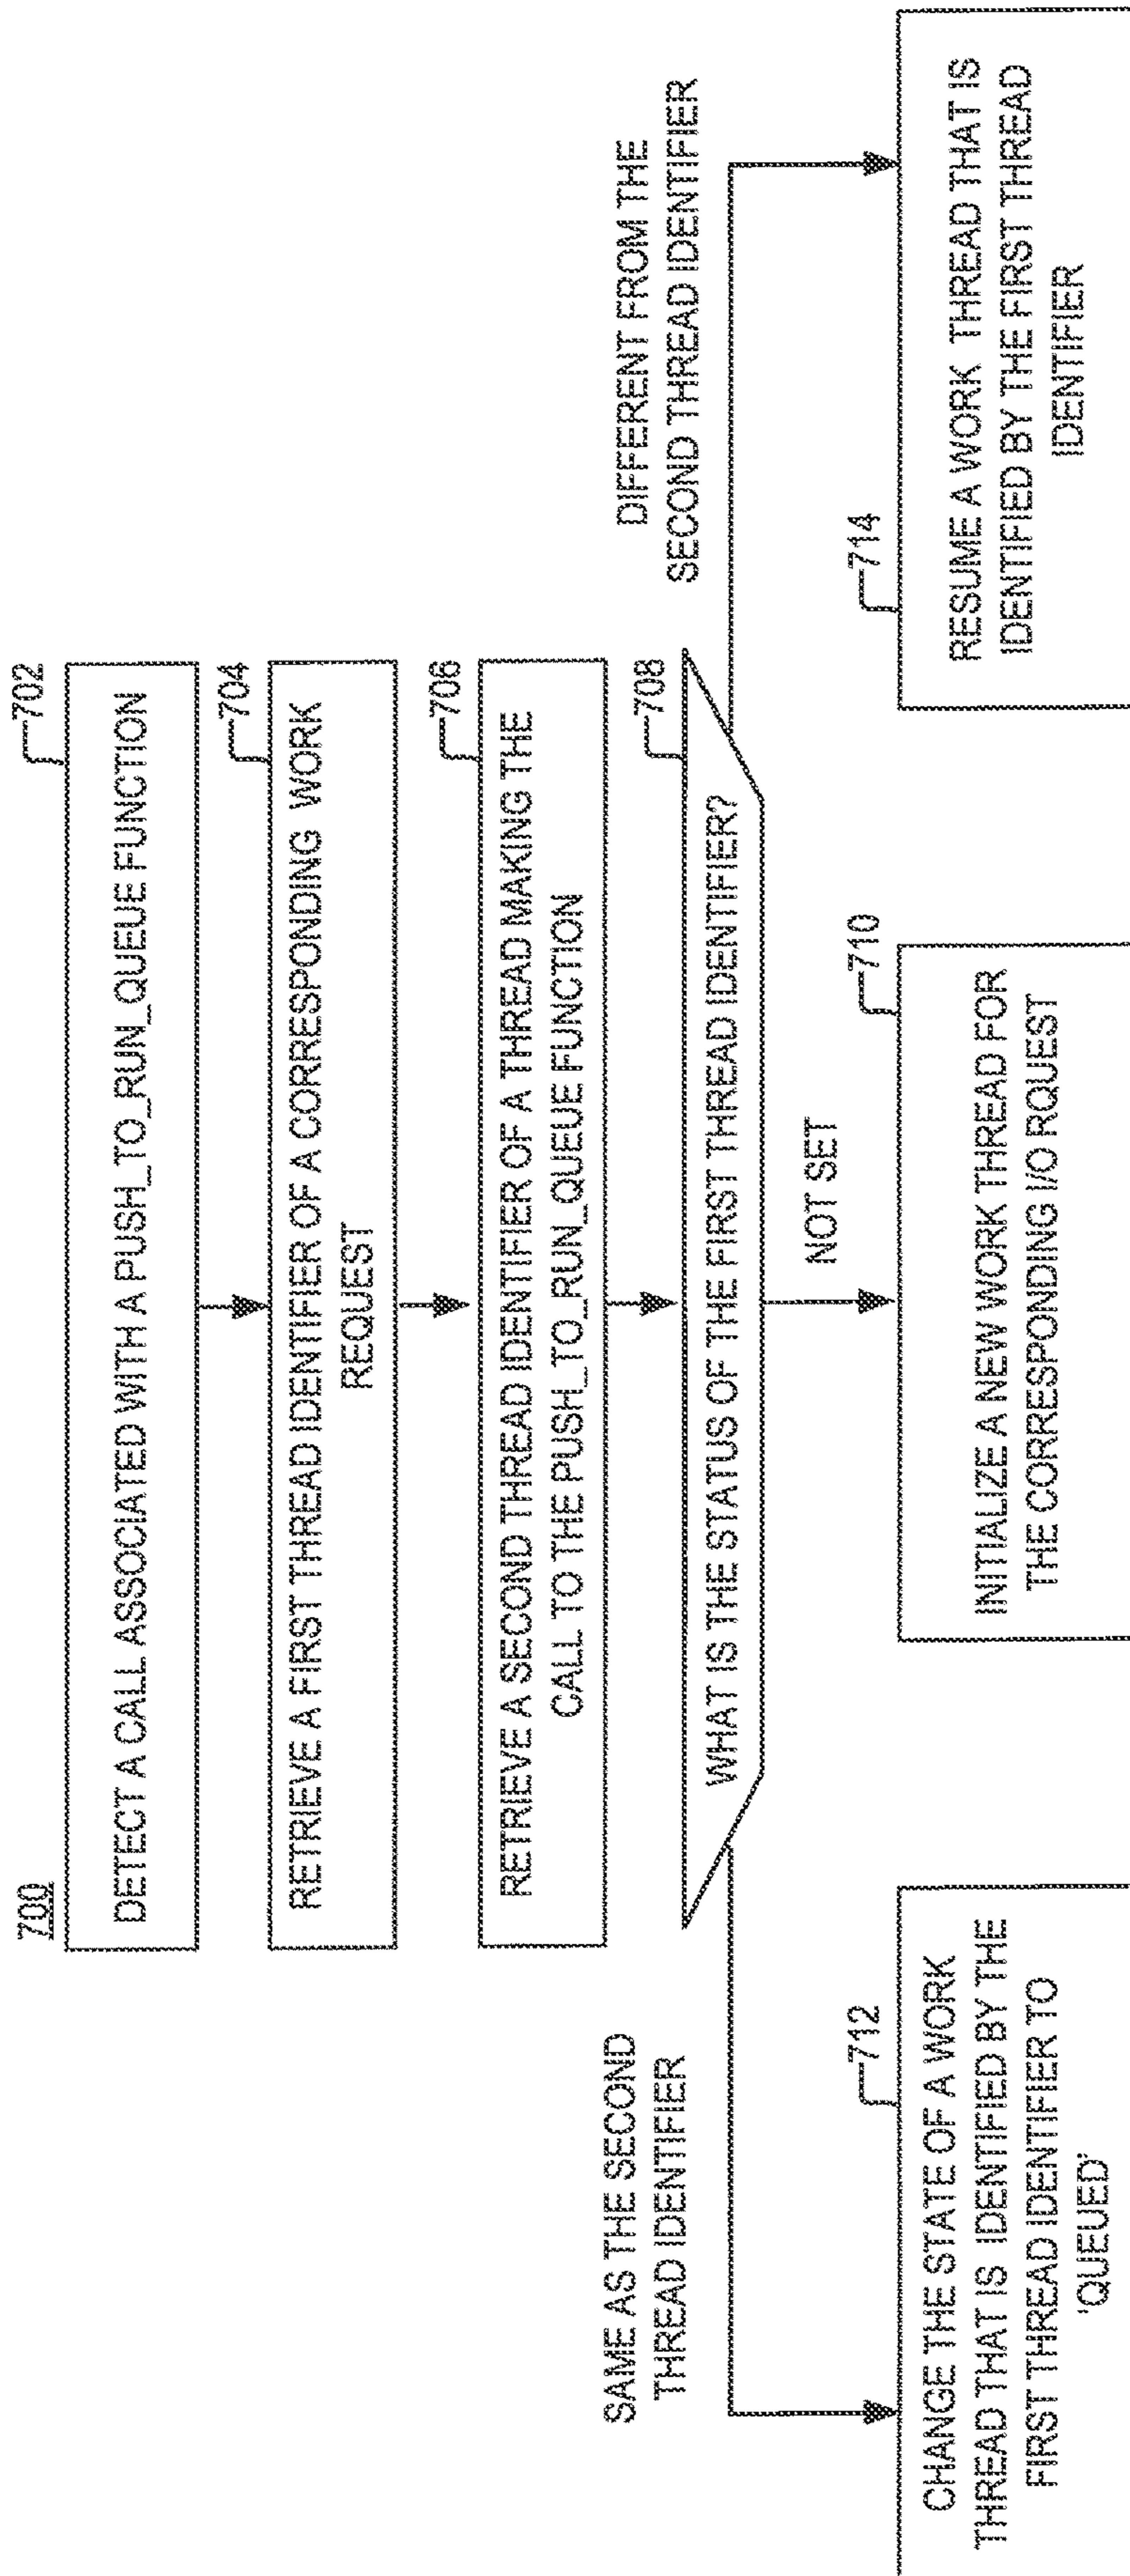 700
702
DETECT A CALL ASSOCIATED WITH A PUSH_TO_RUN_QUEUE FUNCTION
704
RETRIEVE A FIRST THREAD IDENTIFIER OF A CORRESPONDING WORK
REQUEST
706
RETRIEVE A SECOND THREAD IDENTIFIER OF A THREAD MAKING THE
CALL TO THE PUSH_TO_RUN_QUEUE FUNCTION
708
WHAT IS THE STATUS OF THE FIRST THREAD IDENTIFIER?
SAME AS THE SECOND
THREAD IDENTIFIER
NOT SET
DIFFERENT FROM THE
SECOND THREAD IDENTIFIER
712
CHANGE THE STATE OF A WORK
THREAD THAT IS IDENTIFIED BY THE
FIRST THREAD IDENTIFIER TO
'QUEUED'
710
INITIALIZE A NEW WORK THREAD FOR
THE CORRESPONDING I/O RQUEST
714
RESUME A WORK THREAD THAT IS
IDENTIFIED BY THE FIRST THREAD
IDENTIFIER